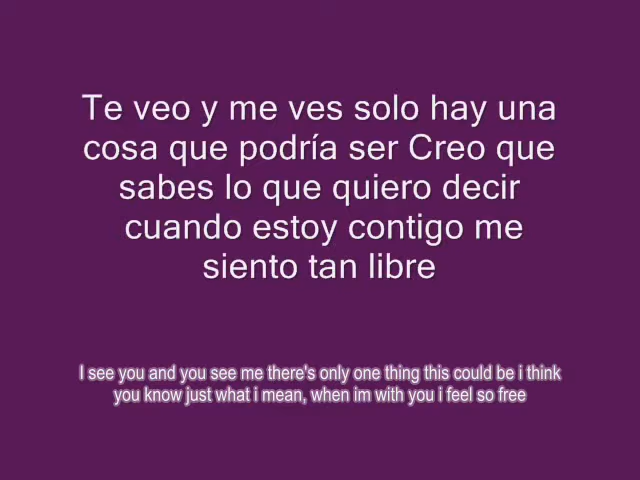 Te veo y me ves solo hay una
cosa que podría ser Creo que
sabes lo que quiero decir
cuando estoy contigo me
siento tan libre
I see you and you see me there's only one thing this could be i think
you know just what i mean, when im with you i feel so free